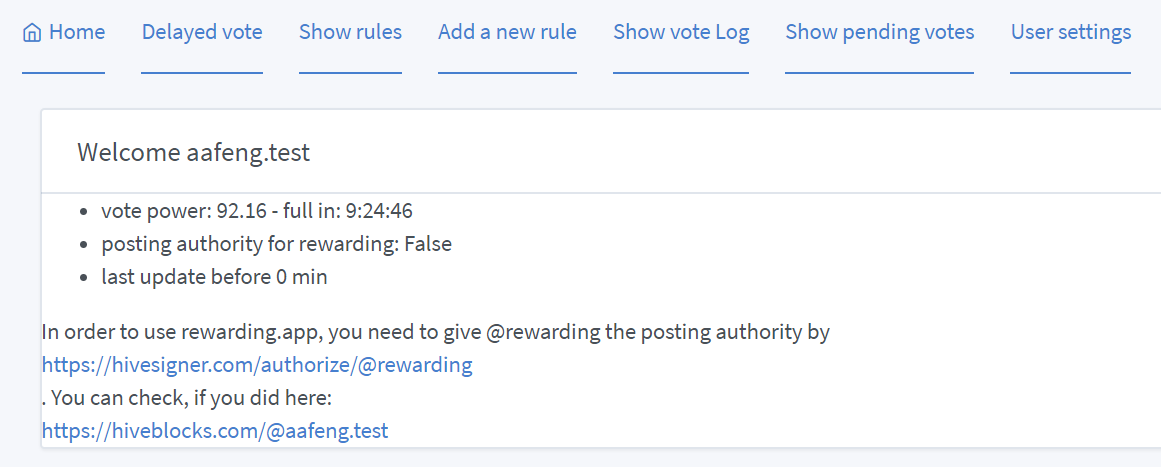 Home Delayed vote Show rules Add a new rule Show vote Log Show pending votes User settings
Welcome aafeng.test
• vote power: 92.16 - full in: 9:24:46
• posting authority for rewarding: False
• last update before 0 min
In order to use rewarding.app, you need to give @rewarding the posting authority by
https://hivesigner.com/authorize/@rewarding
. You can check, if you did here:
https://hiveblocks.com/@aafeng.test